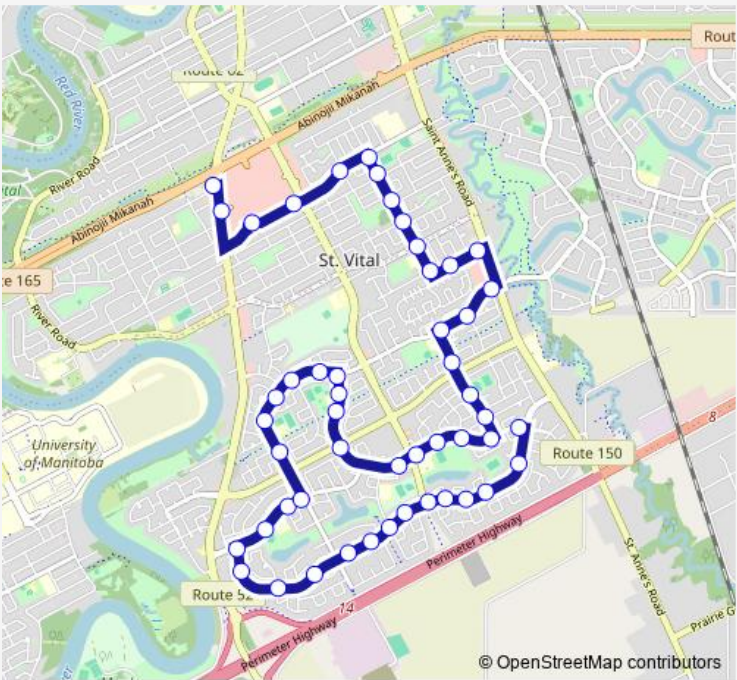 Rout
Route 62
Abinojii Mikanah
Red River
Saint Anne's Road
River Road
Abinojii Mikanah
St. Vital
te 165
River Road
8
University
of Manitoba
Route 150
Perimeter Highway
St. Anne's Road
Route 52
14
Prairie G
Perimeter Highway
© OpenStreetMap contributors